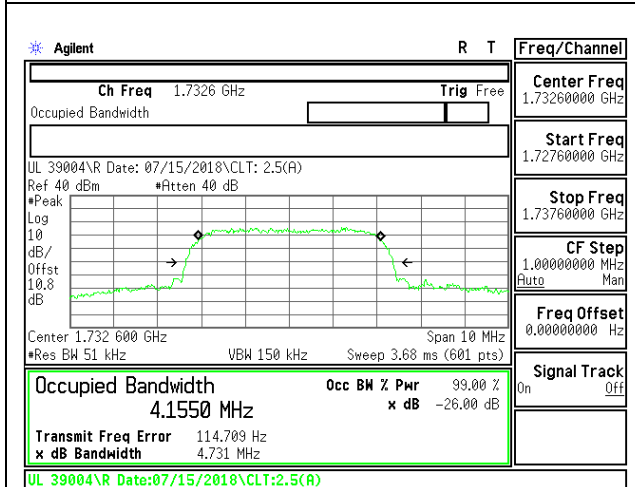 Agilent R T Freq/Channel
Ch Freq 1.7326 GHz Trig Free
Occupied Bandwidth
Center Freq
1.73260000 GHz
Start Freq
1.72760000 GHz
UL 39004\R Date: 07/15/2018\CLT: 2.5(A)
Ref 40 dBm #Atten 40 dB
#Peak
Log
10
dB/
Offst
10.8
dB
Stop Freq
1.73760000 GHz
CF Step
1.00000000 MHz
Auto Man
Freq Offset
0.00000000 Hz
Center 1.732 600 GHz Span 10 MHz
#Res BW 51 kHz VBW 150 kHz Sweep 3.68 ms (601 pts)
Signal Track
On Off
Occupied Bandwidth Occ BW % Pwr 99.00 %
4.1550 MHz x dB -26.00 dB
Transmit Freq Error 114.709 Hz
x dB Bandwidth 4.731 MHz
UL 39004\R Date:07/15/2018\CLT:2.5(A)